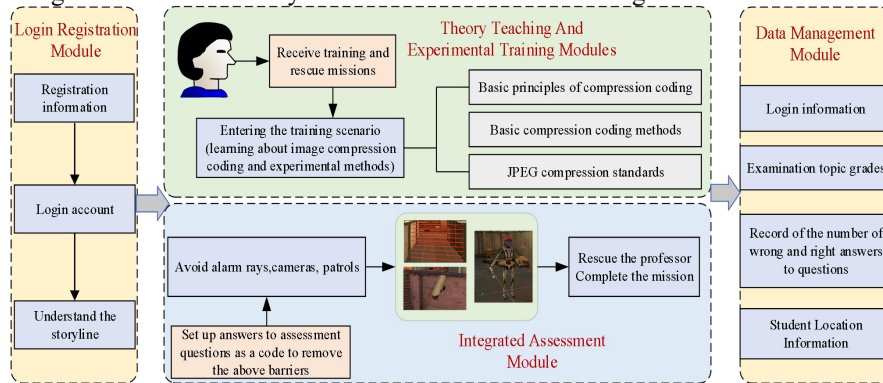 Login Registration
Module
Registration
information
Login account
Understand the
storyline
Theory Teaching And
Experimental Training Modules
Receive training and
rescue missions
Entering the training scenario
(learning about image compression
coding and experimental methods)
Basic principles of compression coding
Basic compression coding methods
JPEG compression standards
Avoid alarm rays,cameras, patrols
Set up answers to assessment
questions as a code to remove
the above barriers
Rescue the professor
Complete the mission
Integrated Assessment
Module
Data Management
Module
Login information
Examination topic grades
Record of the number of
wrong and right answers
to questions
Student Location
Information